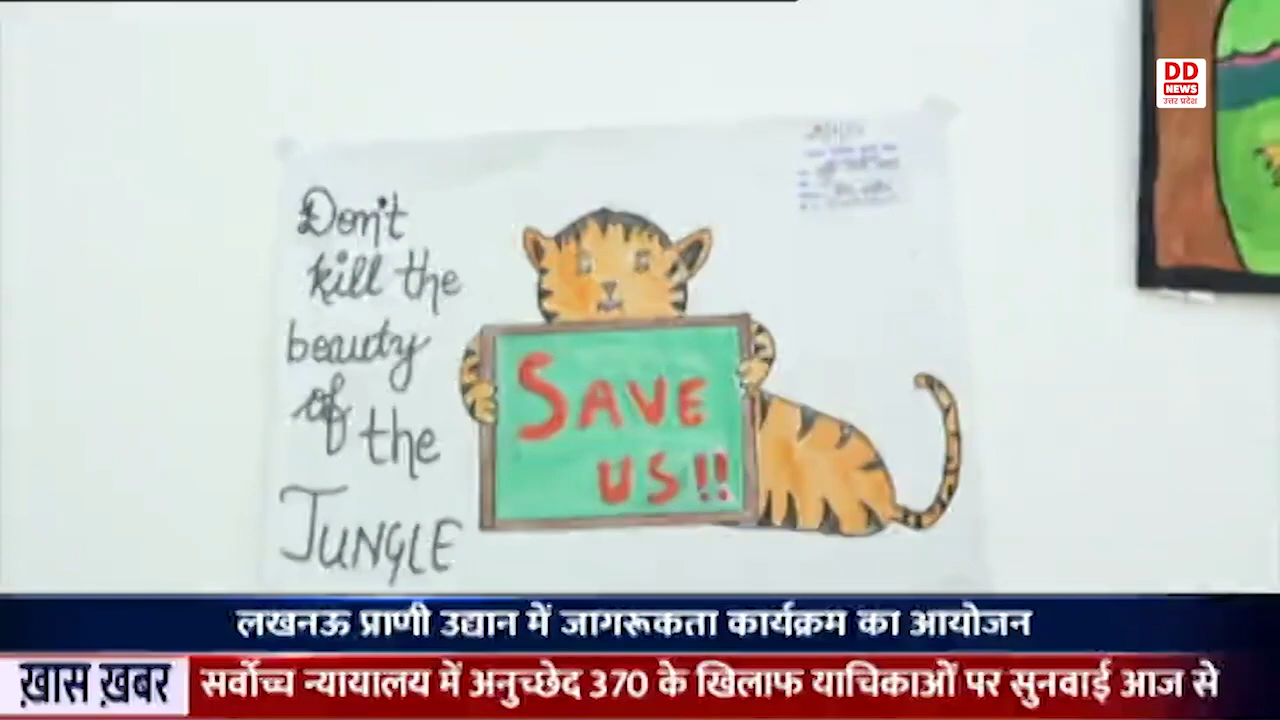 DD
NEWS
उत्तर प्रदेश
Don't
kill the
beauty
of the
JUNGLE
SAVE
US!!
लखनऊ प्राणी उद्यान में जागरूकता कार्यक्रम का आयोजन
ख़ास ख़बर
सर्वोच्च न्यायालय में अनुच्छेद 370 के खिलाफ याचिकाओं पर सुनवाई आज से